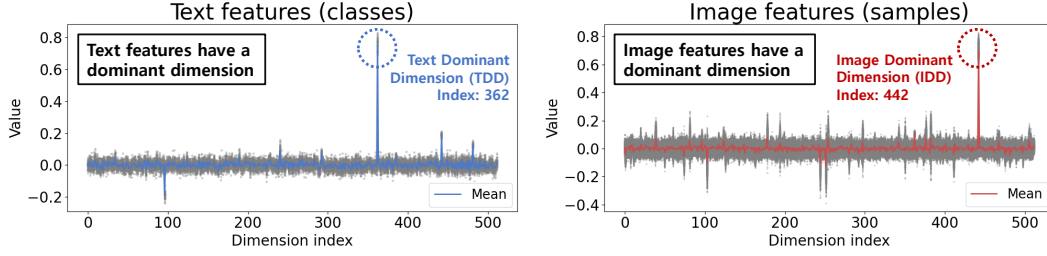 Text features (classes)
Value
0.8
0.6
0.4
0.2
0.0
−0.2
Text features have a
dominant dimension
Text Dominant
Dimension (TDD)
Index: 362
Mean
0
100
200
300
400
500
Dimension index
Image features (samples)
Value
0.8
0.6
0.4
0.2
0.0
−0.2
−0.4
Image features have a
dominant dimension
Image Dominant
Dimension (IDD)
Index: 442
Mean
0
100
200
300
400
500
Dimension index